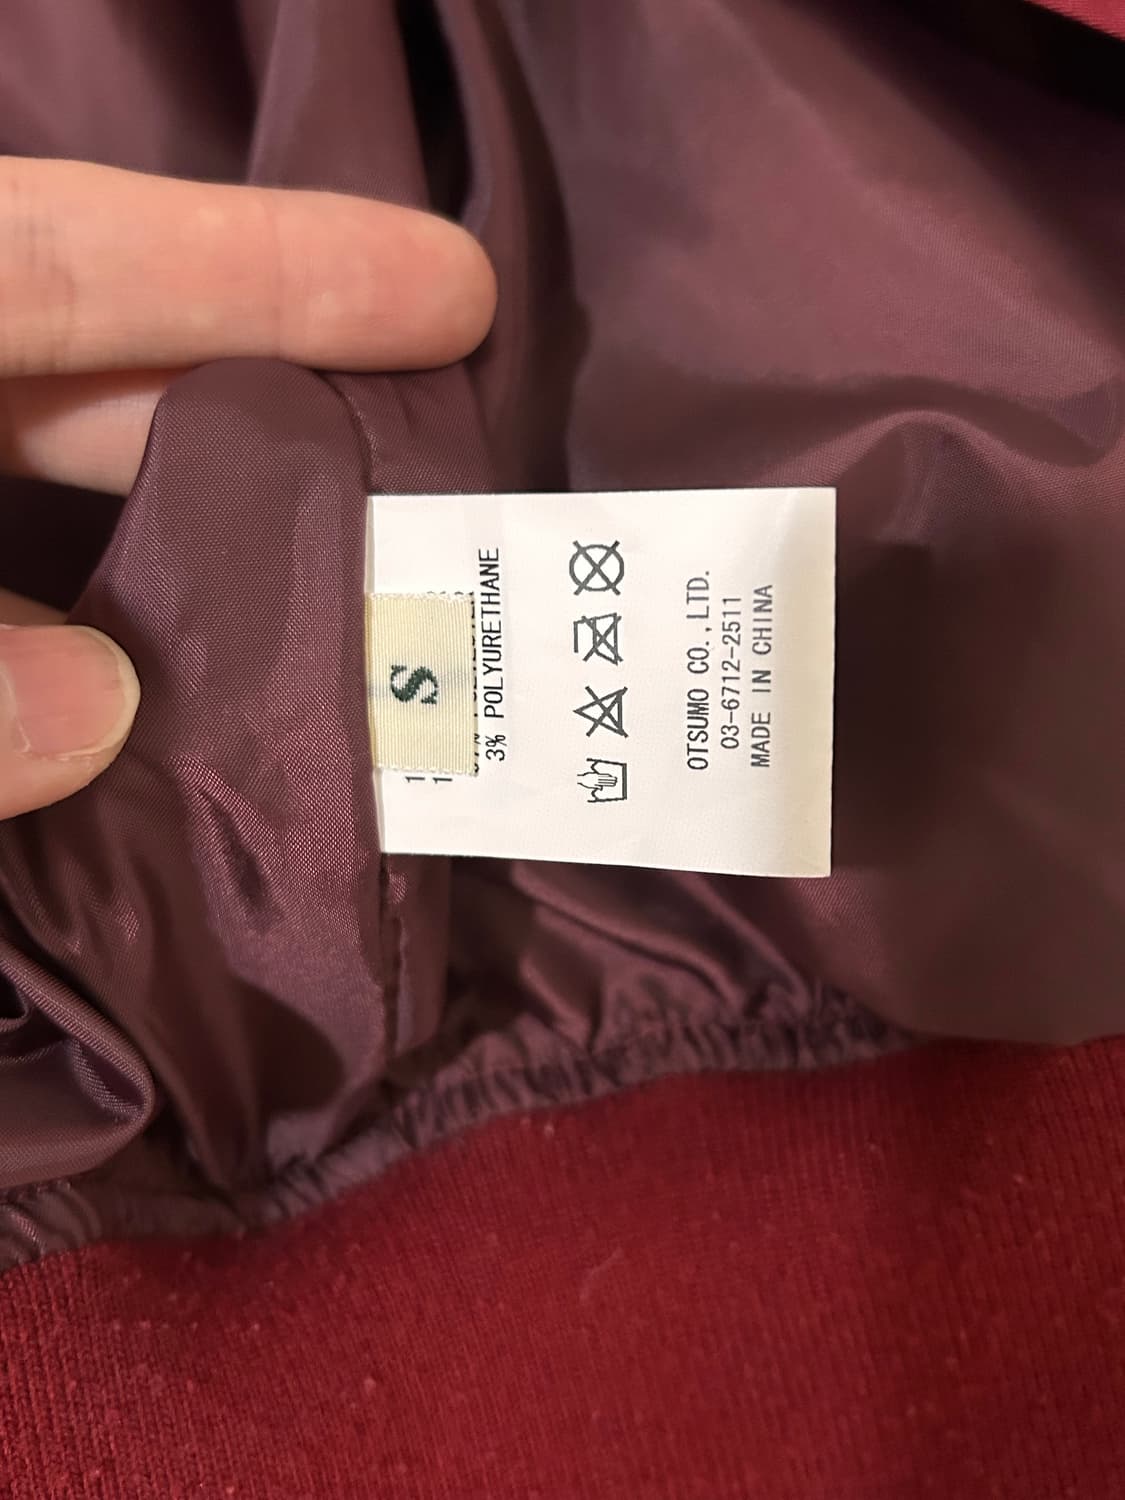 S
3% POLYURETHANE
OTSUMO CO.,LTD.
03-6712-2511
MADE IN CHINA